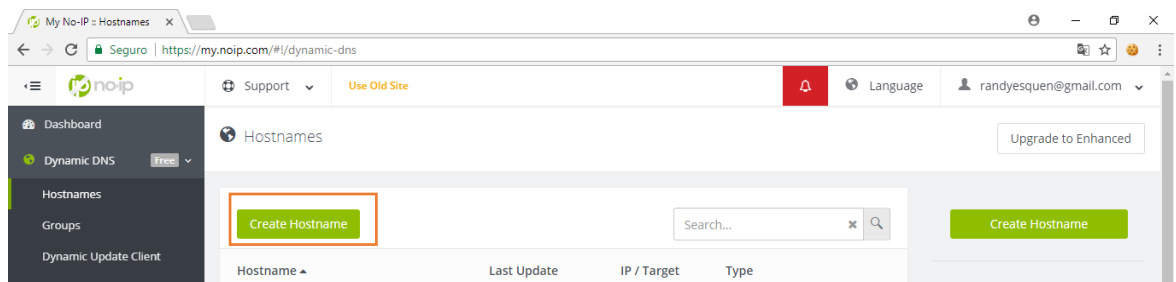 My No-IP :: Hostnames
Seguro | https://my.noip.com/#!/dynamic-dns
no-ip Support Use Old Site Language randyesquen@gmail.com
Dashboard
Hostnames Upgrade to Enhanced
Dynamic DNS Free
Hostnames
Create Hostname Search... Create Hostname
Groups
Dynamic Update Client
Hostname Last Update IP / Target Type